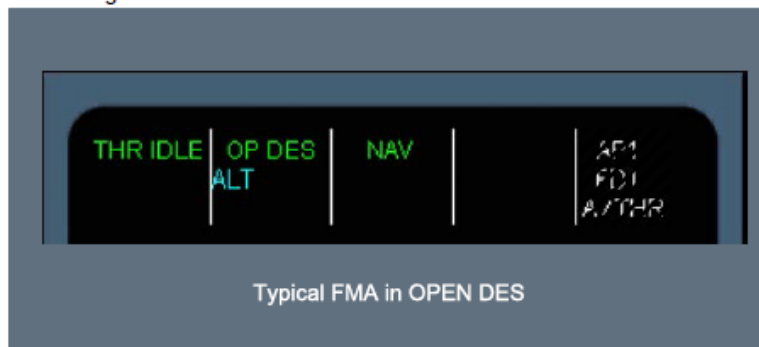 THR IDLE OP DES NAV AP1
ALT FD1
A/THR
Typical FMA in OPEN DES